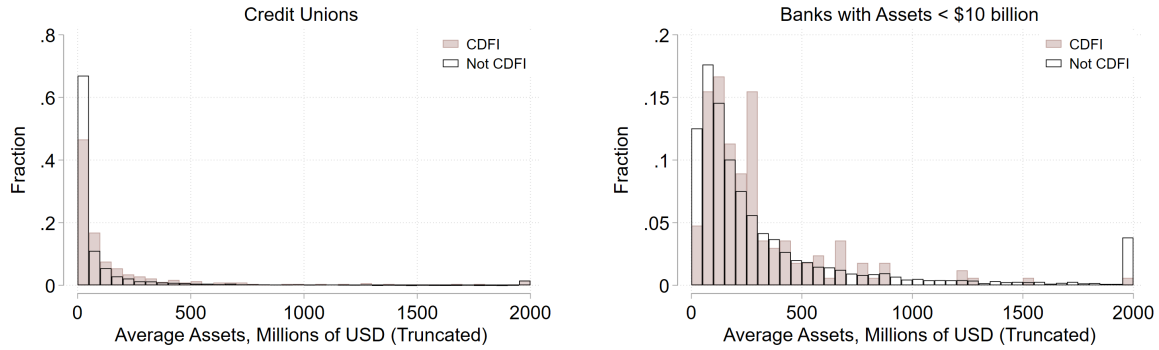 Credit Unions
.8
.6
.4
.2
0
Fraction
CDFI
Not CDFI
0
500
1000
1500
2000
Average Assets, Millions of USD (Truncated)
Banks with Assets < $10 billion
.2
.15
.1
.05
0
Fraction
CDFI
Not CDFI
0
500
1000
1500
2000
Average Assets, Millions of USD (Truncated)